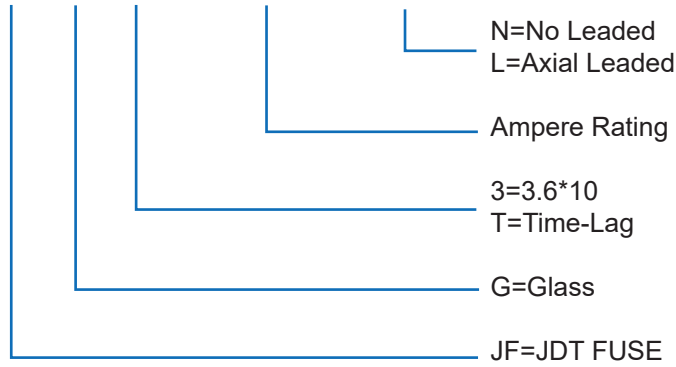 N=No Leaded
L=Axial Leaded
Ampere Rating
3=3.6*10
T=Time-Lag
G=Glass
JF=JDT FUSE